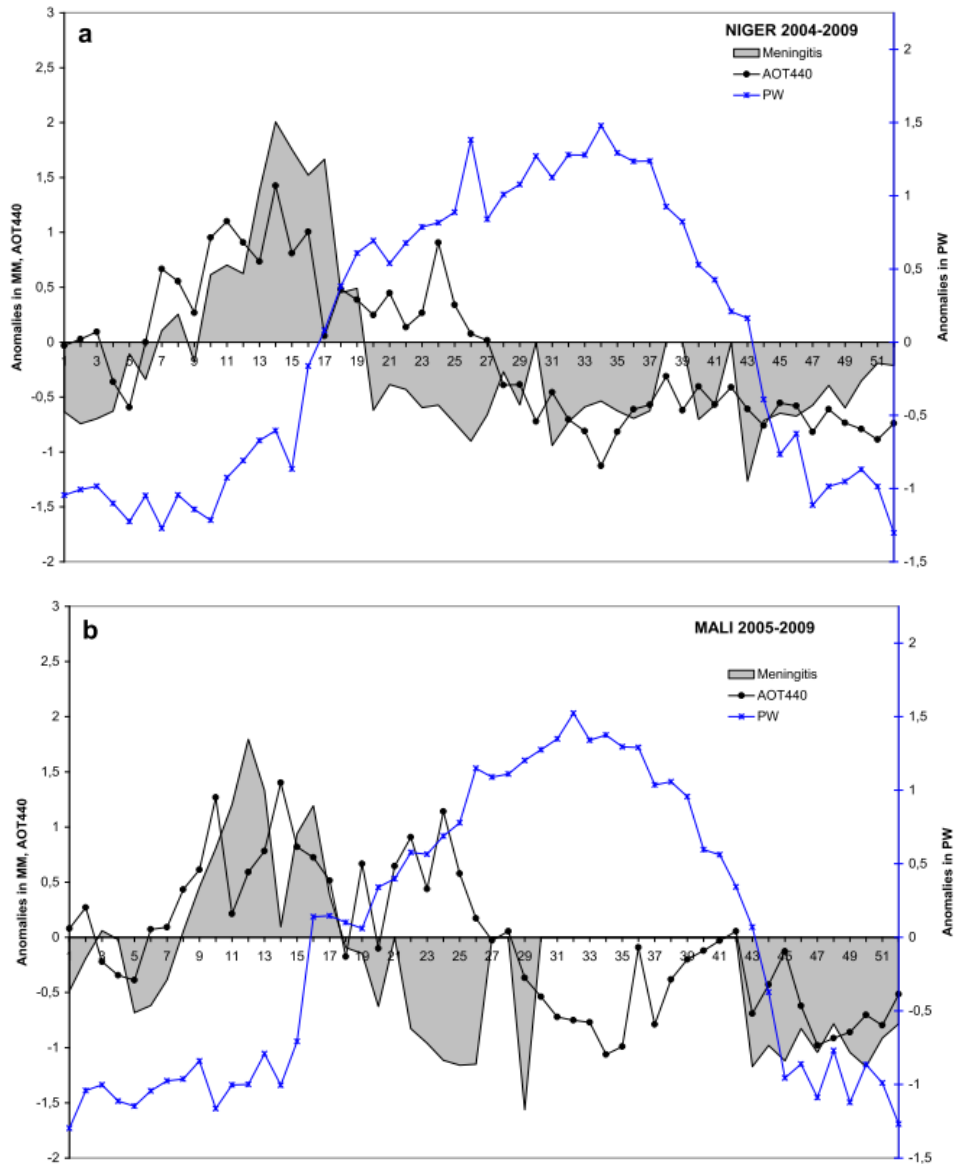 a
NIGER 2004-2009
Meningitis
AOT440
PW
Anomalies in MM, AOT440
3
2,5
2
1,5
1
0,5
0
-0,5
-1
-1,5
-2
1 3 5 7 9 11 13 15 17 19 21 23 25 27 29 31 33 35 37 39 41 43 45 47 49 51
2
1,5
1
0,5
0
-0,5
-1
-1,5
Anomalies in PW
b
MALI 2005-2009
Meningitis
AOT440
PW
Anomalies in MM, AOT440
3
2,5
2
1,5
1
0,5
0
-0,5
-1
-1,5
-2
3 5 7 9 11 13 15 17 19 21 23 25 27 29 31 33 35 37 39 41 43 45 47 49 51
2
1,5
1
0,5
0
-0,5
-1
-1,5
Anomalies in PW